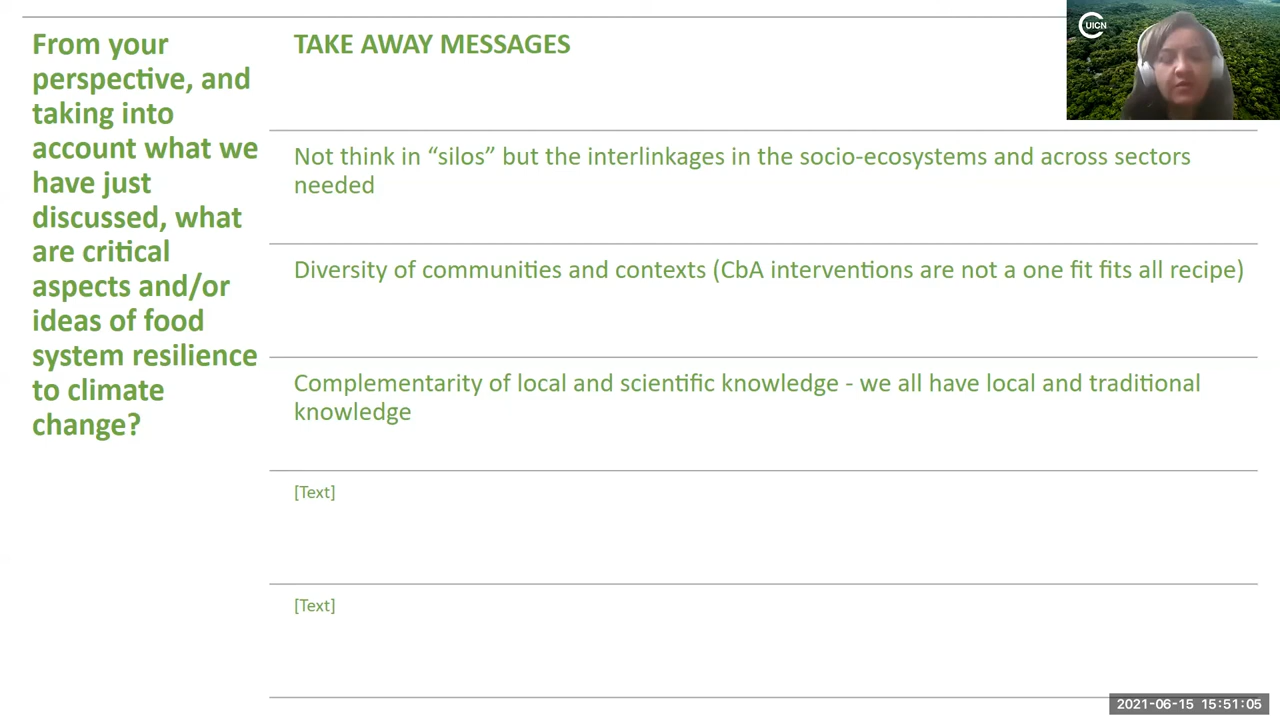 From your
perspective, and
taking into
account what we
have just
discussed, what
are critical
aspects and/or
ideas of food
system resilience
to climate
change?
TAKE AWAY MESSAGES
Not think in “silos” but the interlinkages in the socio-ecosystems and across sectors
needed
Diversity of communities and contexts (CbA interventions are not a one fit fits all recipe)
Complementarity of local and scientific knowledge - we all have local and traditional
knowledge
[Text]
[Text]
UICN
2021-06-15 15:51:05